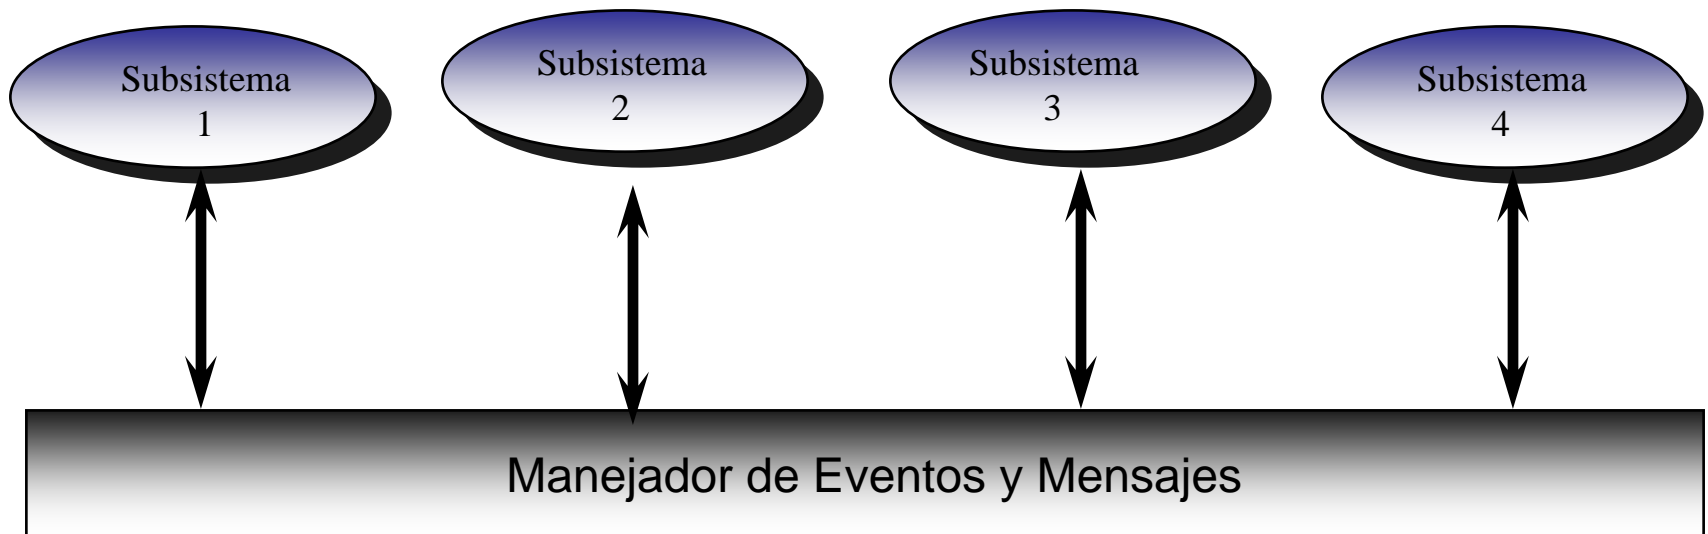 Subsistema
1
Subsistema
2
Subsistema
3
Subsistema
4
Manejador de Eventos y Mensajes